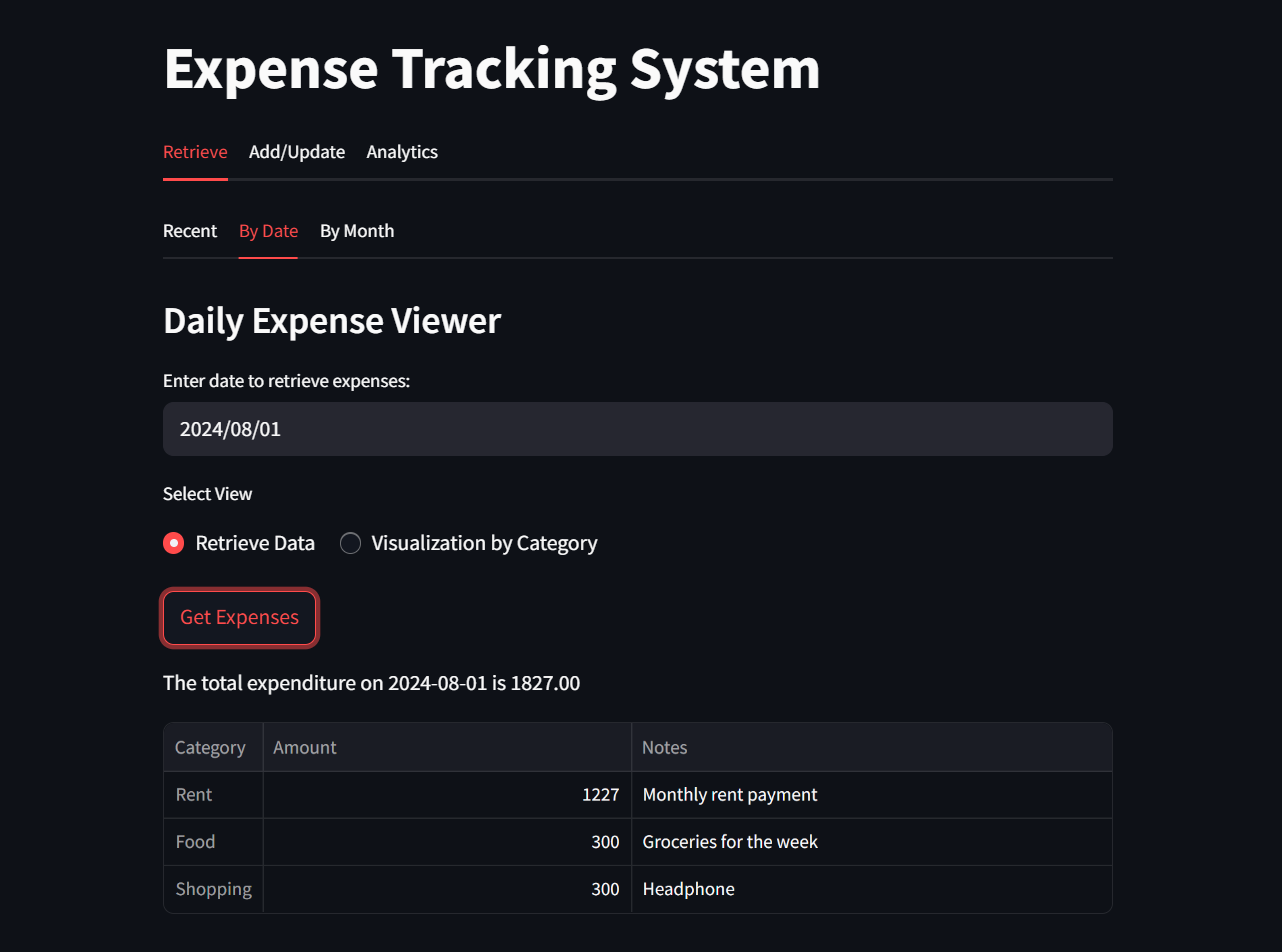 Expense Tracking System
Retrieve Add/Update Analytics
Recent By Date By Month
Daily Expense Viewer
Enter date to retrieve expenses:
2024/08/01
Select View
Retrieve Data Visualization by Category
Get Expenses
The total expenditure on 2024-08-01 is 1827.00
Category Amount Notes
Rent 1227 Monthly rent payment
Food 300 Groceries for the week
Shopping 300 Headphone